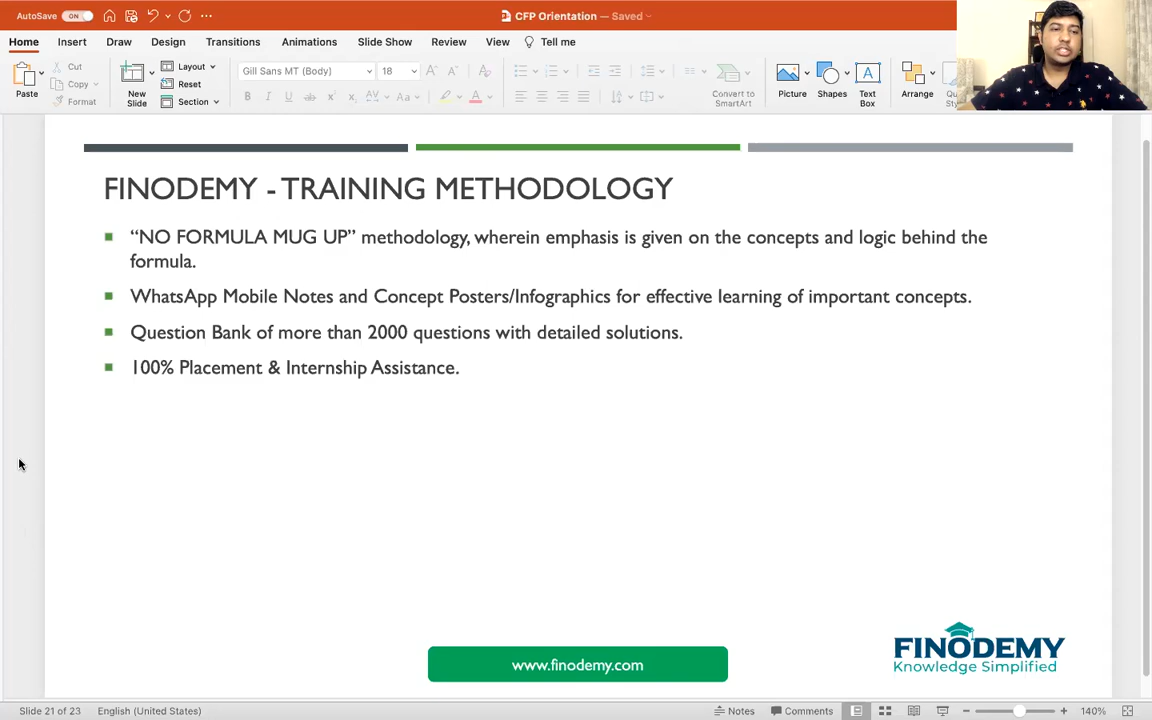 AutoSave ON CFP Orientation — Saved
Home Insert Draw Design Transitions Animations Slide Show Review View Tell me
Paste Cut Copy Format New Slide Layout Reset Section Gill Sans MT (Body) 18 Convert to SmartArt Picture Shapes Text Box Arrange
FINODEMY - TRAINING METHODOLOGY
“NO FORMULA MUG UP” methodology, wherein emphasis is given on the concepts and logic behind the
formula.
WhatsApp Mobile Notes and Concept Posters/Infographics for effective learning of important concepts.
Question Bank of more than 2000 questions with detailed solutions.
100% Placement & Internship Assistance.
www.finodemy.com
FINODEMY
Knowledge Simplified
Slide 21 of 23 English (United States) Notes Comments 140%